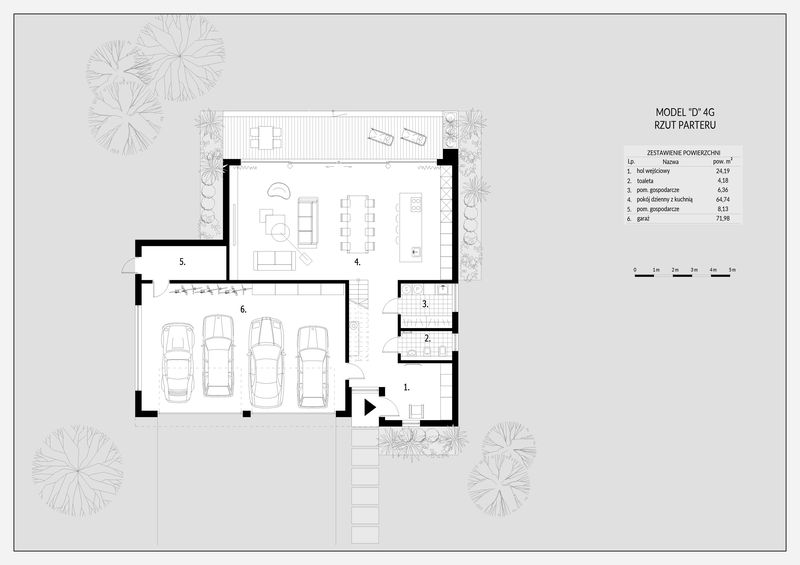 MODEL "D" 4G
RZUT PARTERU
ZESTAWIENIE POWIERZCHNI
l.p. Nazwa pow. m²
1. hol wejściowy 24,19
2. toaleta 4,18
3. pom. gospodarcze 6,36
4. pokój dzienny z kuchnią 64,74
5. pom. gospodarcze 8,13
6. garaż 71,98
0 1m 2m 3m 4m 5m
4.
5.
3.
6.
2.
1.